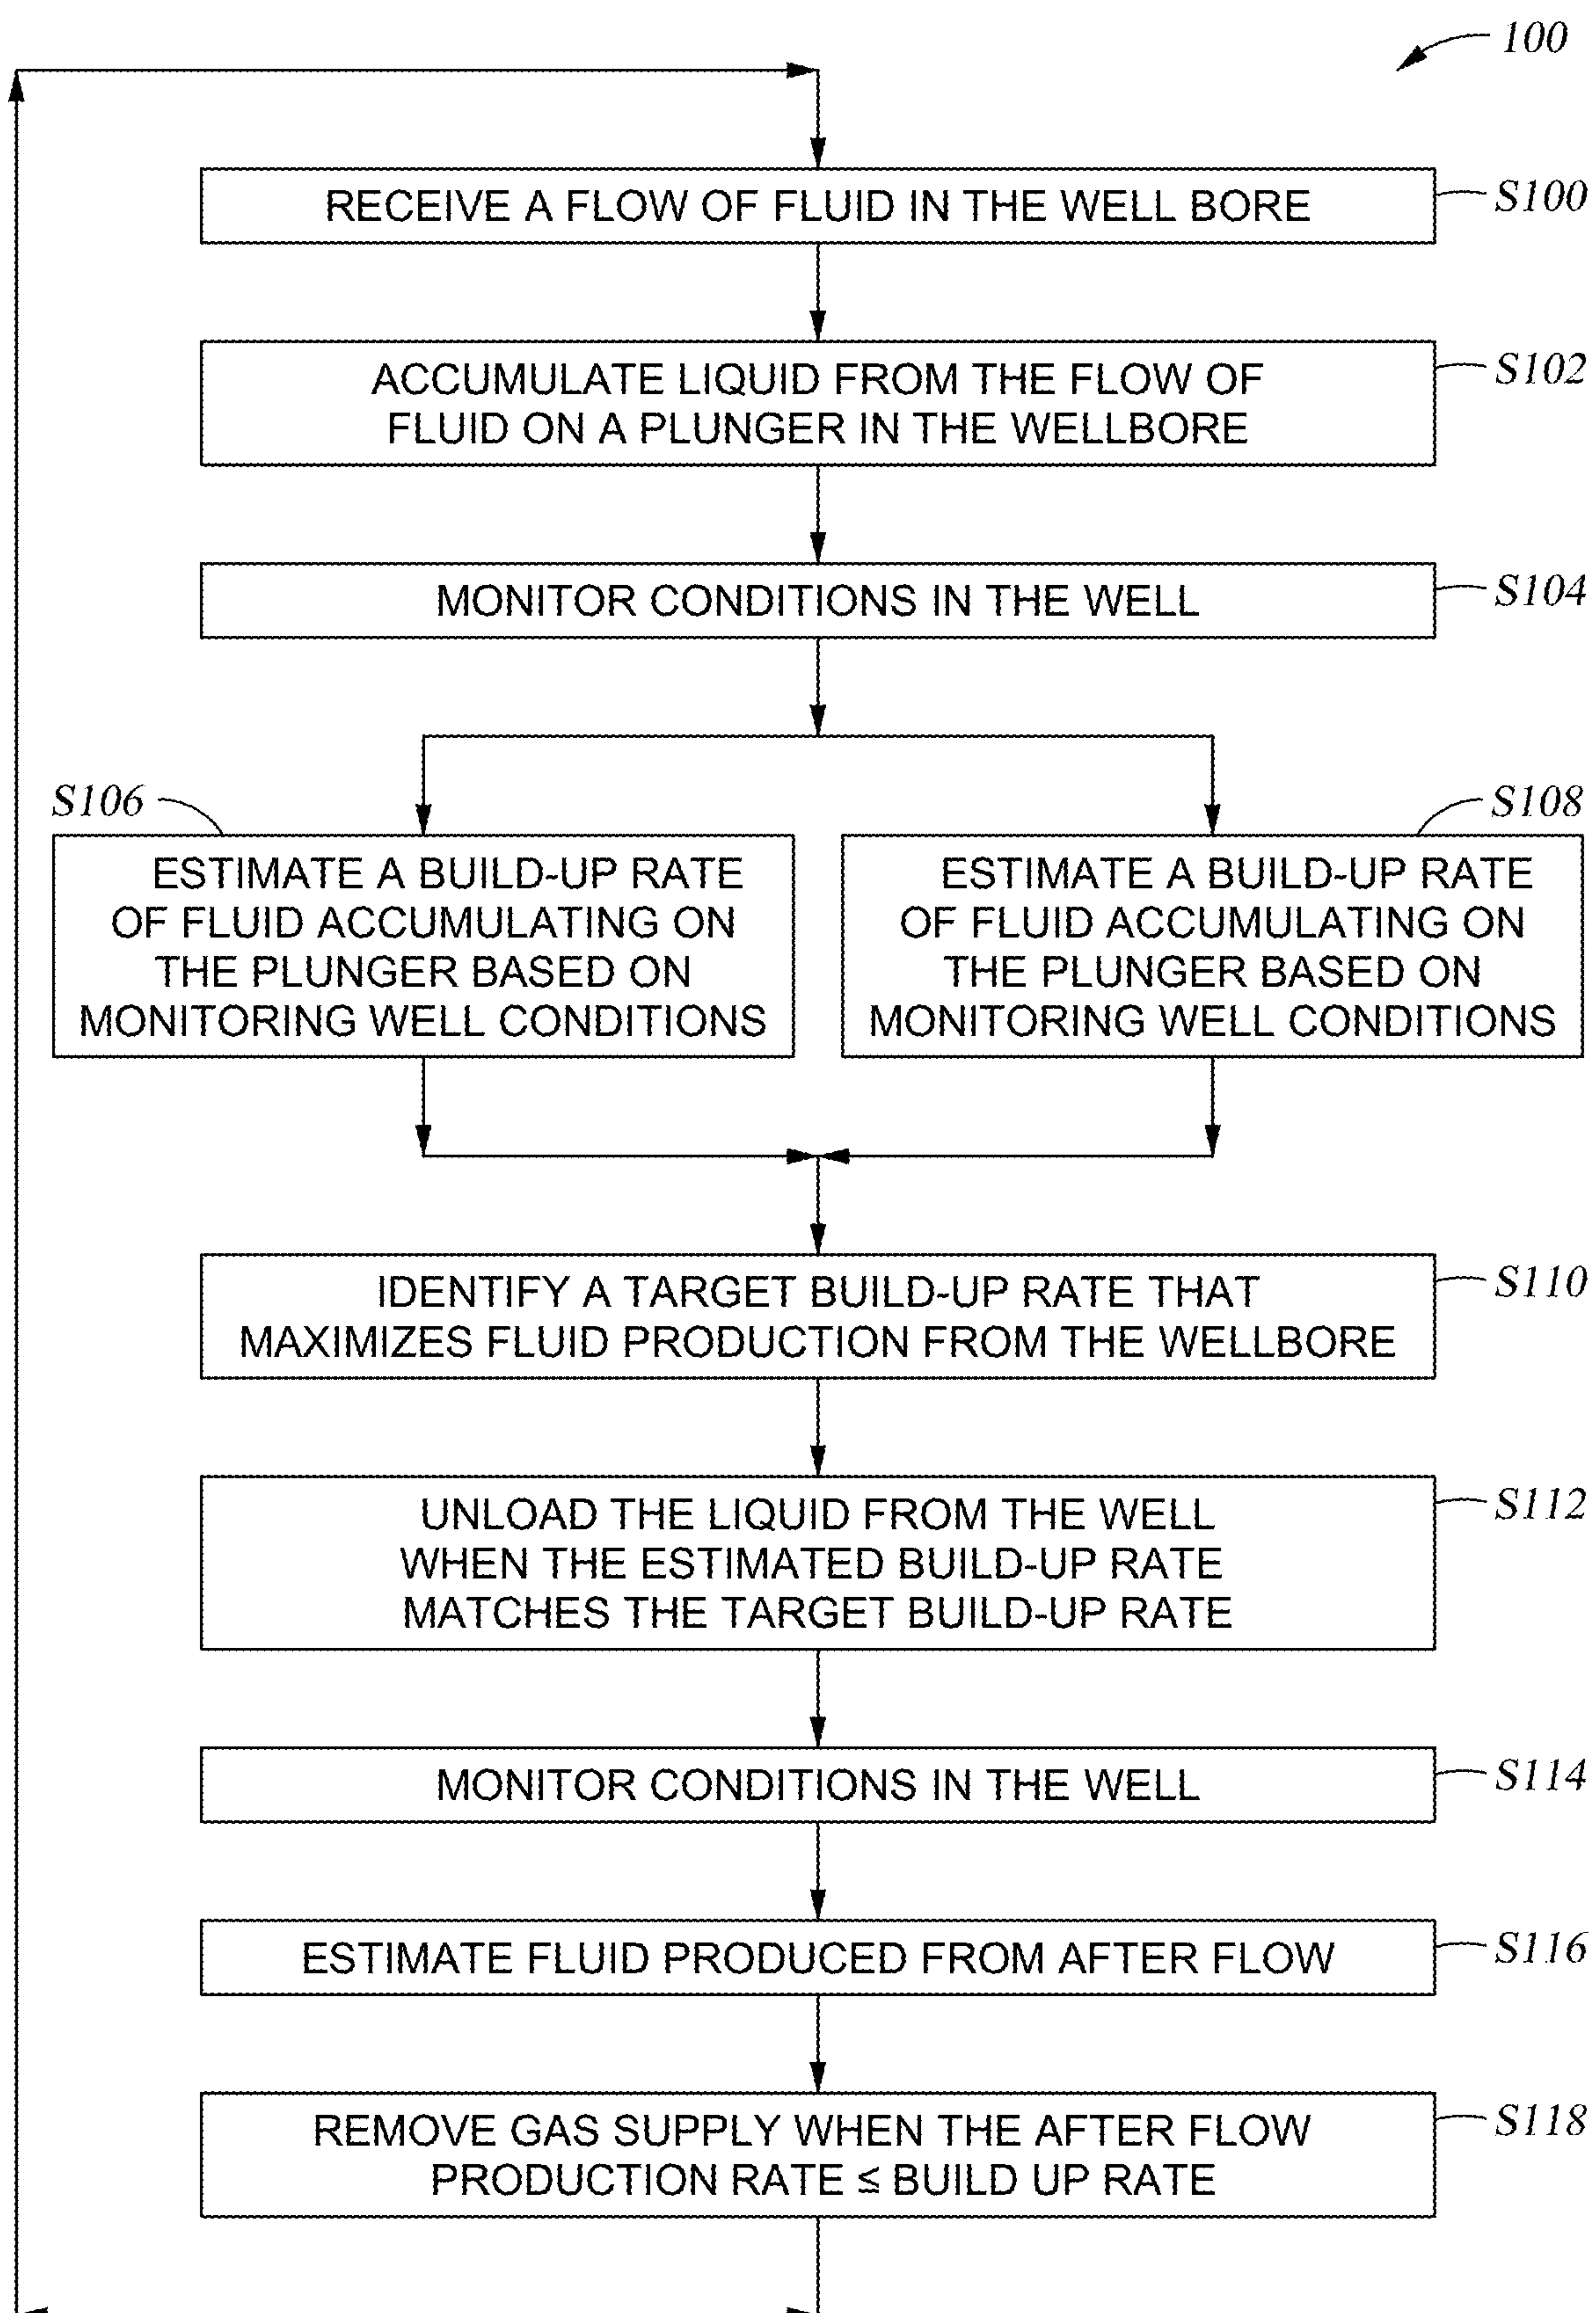 100
RECEIVE A FLOW OF FLUID IN THE WELL BORE
S100
ACCUMULATE LIQUID FROM THE FLOW OF
FLUID ON A PLUNGER IN THE WELLBORE
S102
MONITOR CONDITIONS IN THE WELL
S104
S106
ESTIMATE A BUILD-UP RATE
OF FLUID ACCUMULATING ON
THE PLUNGER BASED ON
MONITORING WELL CONDITIONS
S108
ESTIMATE A BUILD-UP RATE
OF FLUID ACCUMULATING ON
THE PLUNGER BASED ON
MONITORING WELL CONDITIONS
IDENTIFY A TARGET BUILD-UP RATE THAT
MAXIMIZES FLUID PRODUCTION FROM THE WELLBORE
S110
UNLOAD THE LIQUID FROM THE WELL
WHEN THE ESTIMATED BUILD-UP RATE
MATCHES THE TARGET BUILD-UP RATE
S112
MONITOR CONDITIONS IN THE WELL
S114
ESTIMATE FLUID PRODUCED FROM AFTER FLOW
S116
REMOVE GAS SUPPLY WHEN THE AFTER FLOW
PRODUCTION RATE ≤ BUILD UP RATE
S118